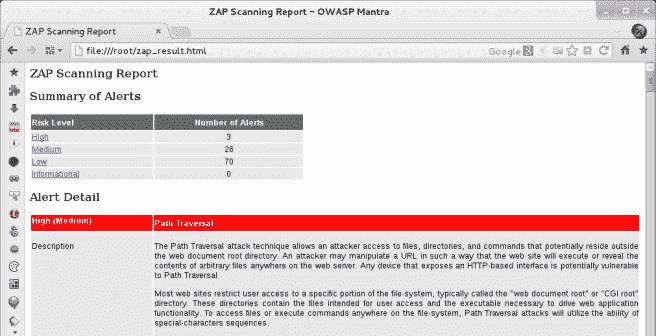 ZAP Scanning Report - OWASP Mantra
ZAP Scanning Report
file:///root/zap_result.html
Google
ZAP Scanning Report
Summary of Alerts
Risk Level Number of Alerts
High 3
Medium 26
Low 70
Informational 0
Alert Detail
High (Medium) Path Traversal
Description The Path Traversal attack technique allows an attacker access to files, directories, and commands that potentially reside outside
the web document root directory. An attacker may manipulate a URL in such a way that the web site will execute or reveal the
contents of arbitrary files anywhere on the web server. Any device that exposes an HTTP-based interface is potentially vulnerable
to Path Traversal.
Most web sites restrict user access to a specific portion of the file-system, typically called the "web document root" or "CGI root"
directory. These directories contain the files intended for user access and the executable necessary to drive web application
functionality. To access files or execute commands anywhere on the file-system, Path Traversal attacks will utilize the ability of
special-characters sequences.